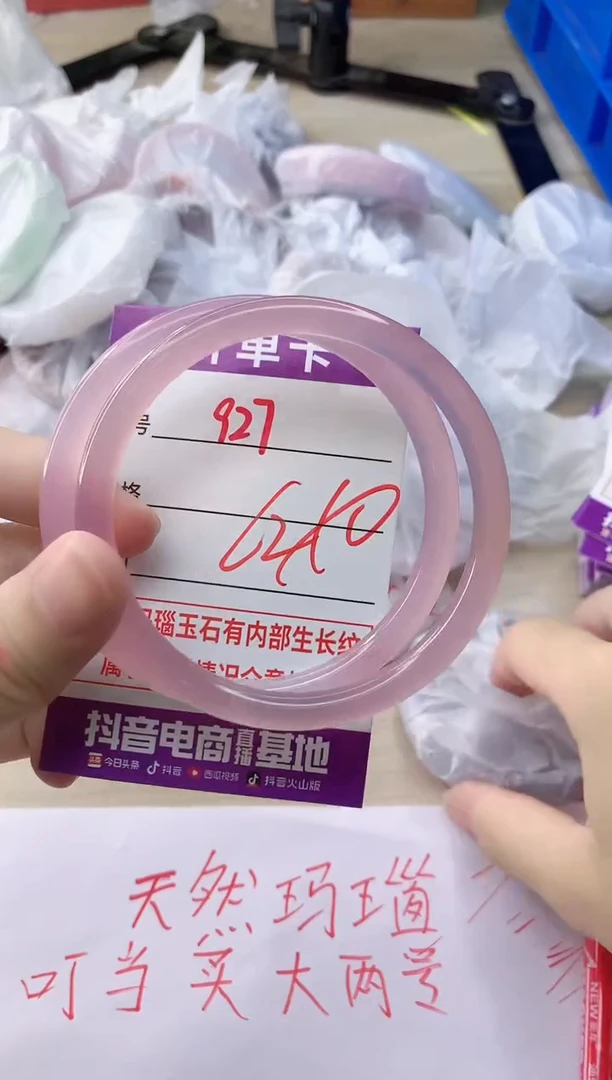 单卡
号 927
格
瑙玉石有内部生长纹
抖音电商直播基地
今日头条 抖音 西瓜视频 抖音火山版
天然玛瑙
叮当买大两号
NEW